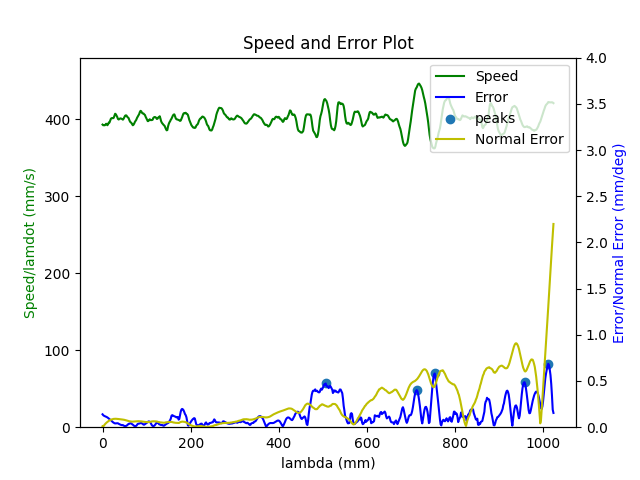 Speed and Error Plot
Speed
Error
peaks
Normal Error
Speed/lamdot (mm/s)
400
300
200
100
0
4.0
3.5
3.0
2.5
2.0
1.5
1.0
0.5
0.0
Error/Normal Error (mm/deg)
0 200 400 600 800 1000
lambda (mm)